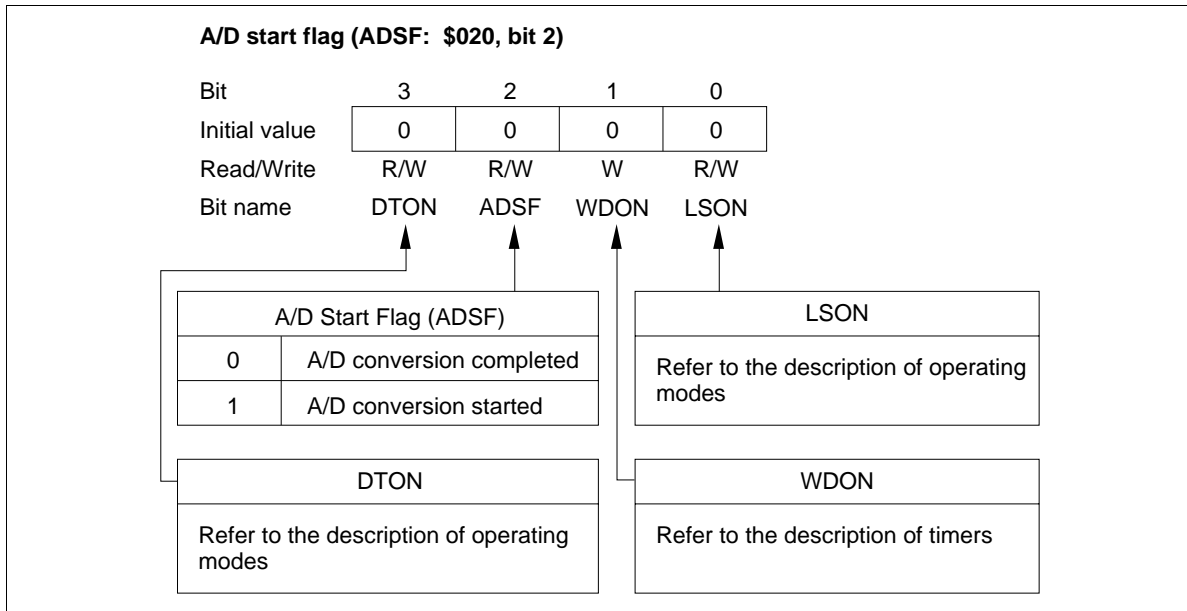 A/D start flag (ADSF: $020, bit 2)
Bit 3 2 1 0
Initial value 0 0 0 0
Read/Write R/W R/W W R/W
Bit name DTON ADSF WDON LSON
A/D Start Flag (ADSF)
0 A/D conversion completed
1 A/D conversion started
LSON
Refer to the description of operating
modes
DTON
Refer to the description of operating
modes
WDON
Refer to the description of timers